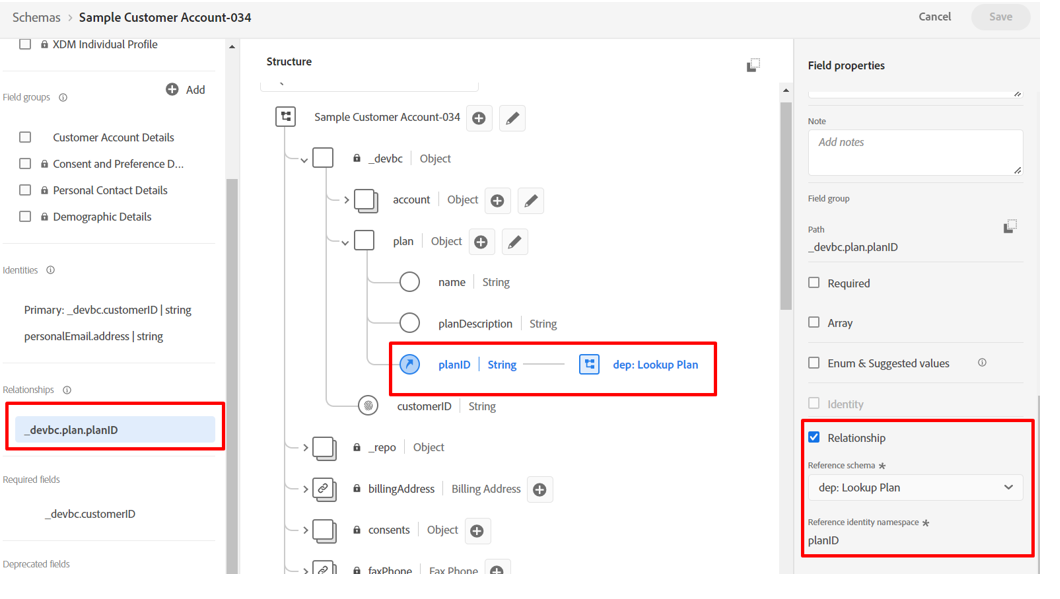 Schemas > Sample Customer Account-034
Cancel
Save
XDM Individual Profile
Field groups
Add
Customer Account Details
Consent and Preference D...
Personal Contact Details
Demographic Details
Identities
Primary: _devbc.customerID | string
personalEmail.address | string
Relationships
_devbc.plan.planID
Required fields
_devbc.customerID
Deprecated fields
Structure
Sample Customer Account-034
_devbc | Object
account | Object
plan | Object
name | String
planDescription | String
planID | String dep: Lookup Plan
customerID | String
_repo | Object
billingAddress | Billing Address
consents | Object
faxPhone | Fax Phone
Field properties
Note
Add notes
Field group
Path
_devbc.plan.planID
Required
Array
Enum & Suggested values
Identity
Relationship
Reference schema *
dep: Lookup Plan
Reference identity namespace *
planID